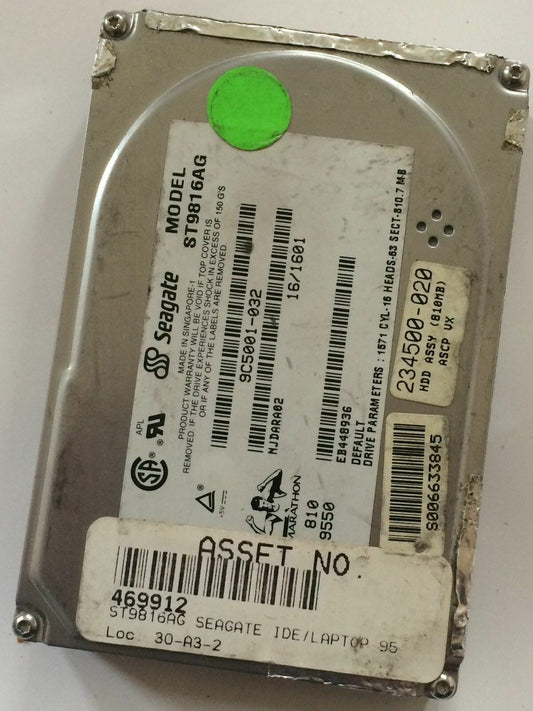 MODEL
ST9816AG
Seagate
MADE IN SINGAPORE-1
PRODUCT WARRANTY WILL BE VOID IF TOP COVER IS
REMOVED. IF THE DRIVE EXPERIENCES SHOCK IN EXCESS OF 150 G'S
OR IF ANY OF THE LABELS ARE REMOVED.
APL
9C5001-032
16/1601
NJDARA02
EB448936
DEFAULT
DRIVE PARAMETERS : 1571 CYL-16 HEADS-63 SECT-810.7 MB
+5V
MARATHON
810
9550
234500-020
HDD ASSY (810MB)
ASCP VX
S006633845
ASSET NO
469912
ST9816AG SEAGATE IDE/LAPTOP 95
Loc: 30-A3-2